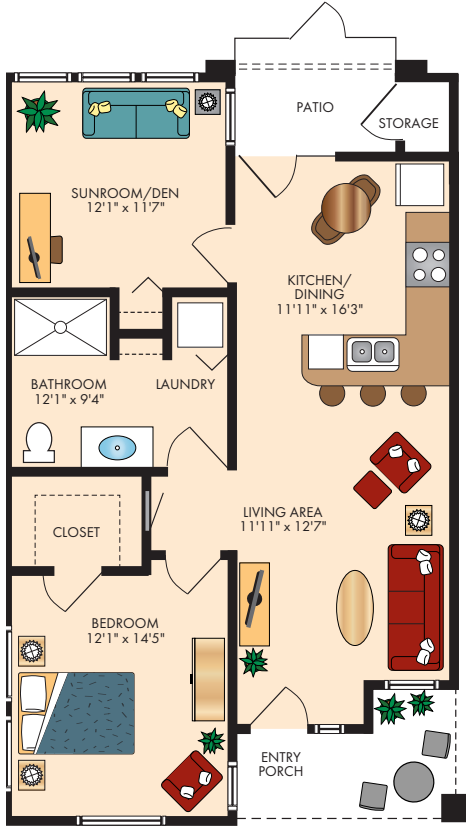 PATIO
STORAGE
SUNROOM/DEN
12'1" x 11'7"
KITCHEN/
DINING
11'11" x 16'3"
BATHROOM
12'1" x 9'4"
LAUNDRY
LIVING AREA
11'11" x 12'7"
CLOSET
BEDROOM
12'1" x 14'5"
ENTRY
PORCH